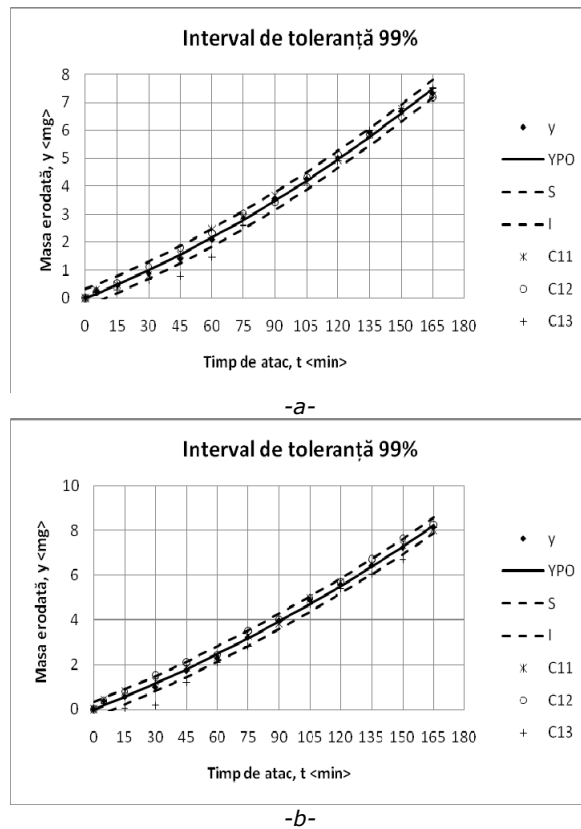 Interval de toleranță 99%
8
7
6
5
4
3
2
1
0
Masa erodată, y <mg>
0 15 30 45 60 75 90 105 120 135 150 165 180
Timp de atac, t <min>
y
YPO
S
I
C11
C12
C13
-a-
Interval de toleranță 99%
10
8
6
4
2
0
Masa erodată, y <mg>
0 15 30 45 60 75 90 105 120 135 150 165 180
Timp de atac, t <min>
y
YPO
S
I
C11
C12
C13
-b-